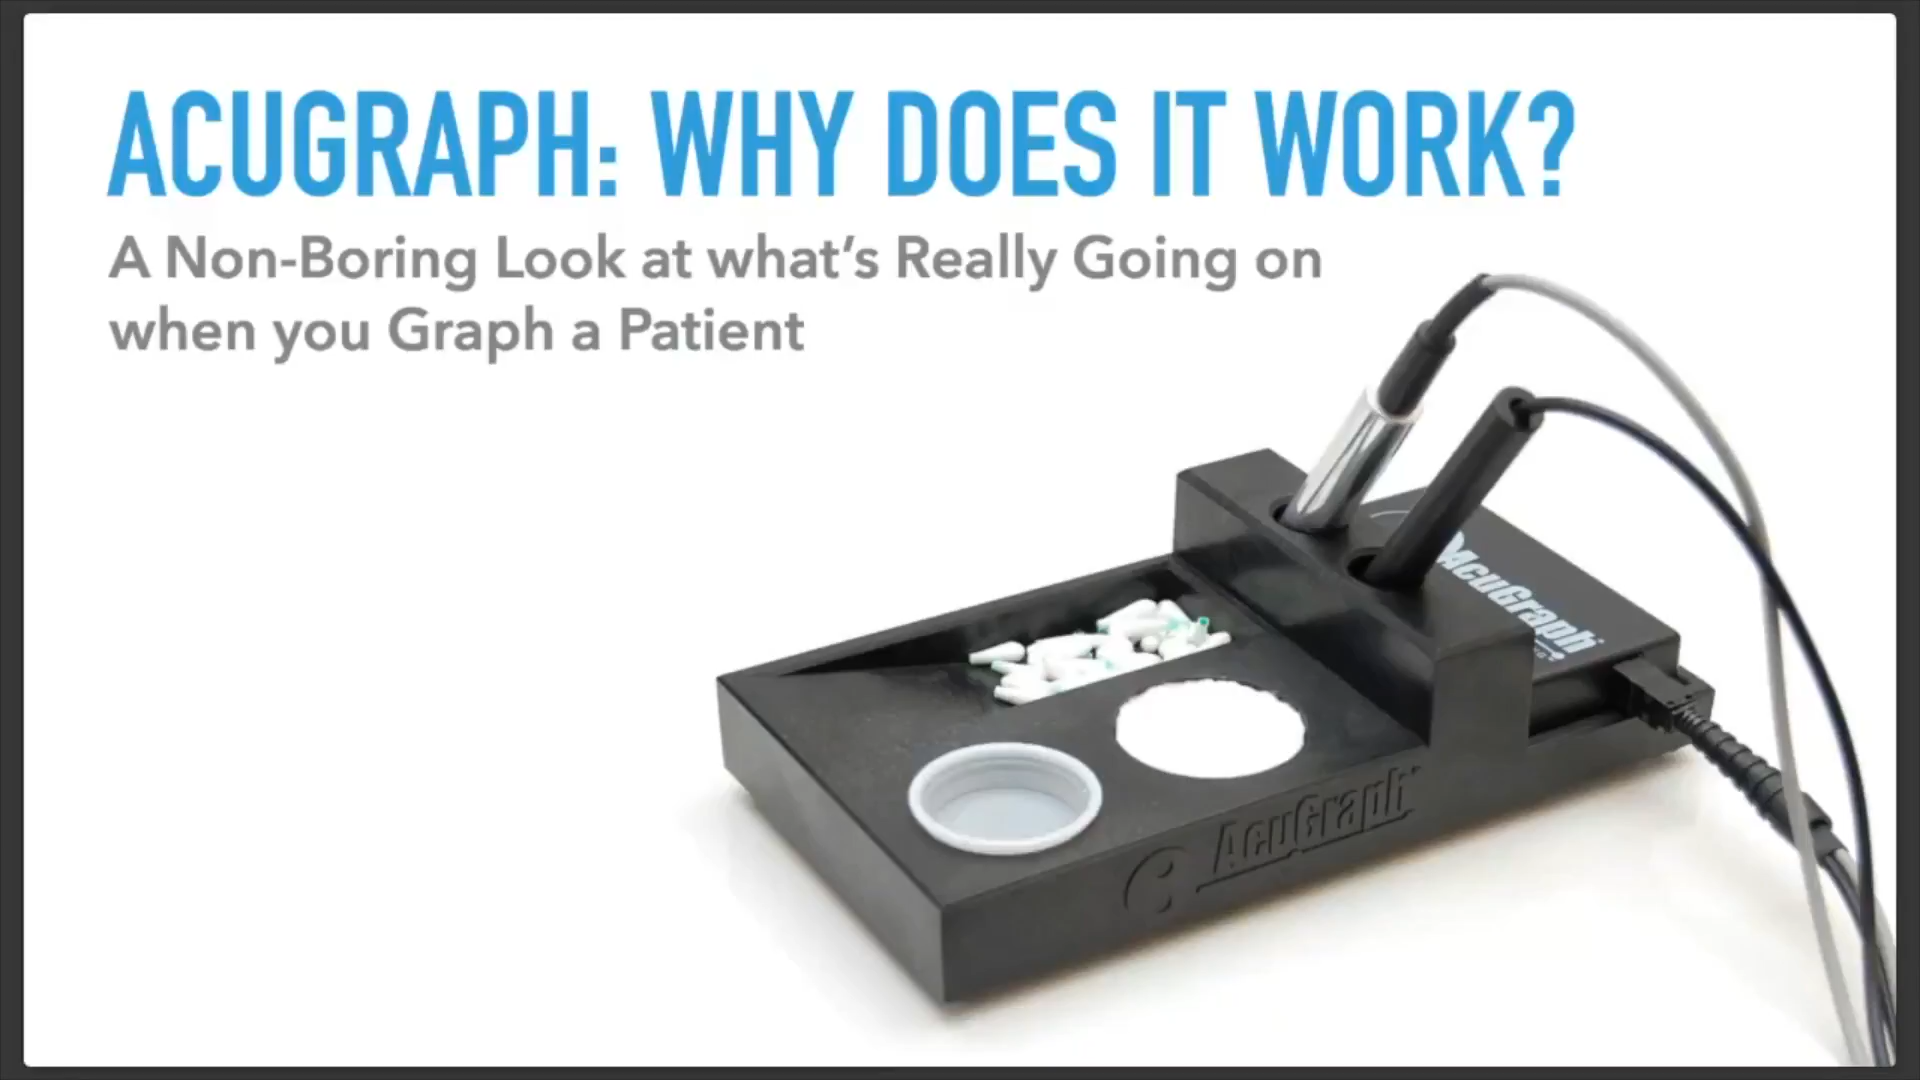 ACUGRAPH: WHY DOES IT WORK?
A Non-Boring Look at what's Really Going on
when you Graph a Patient
AcuGraph
AcuGraph